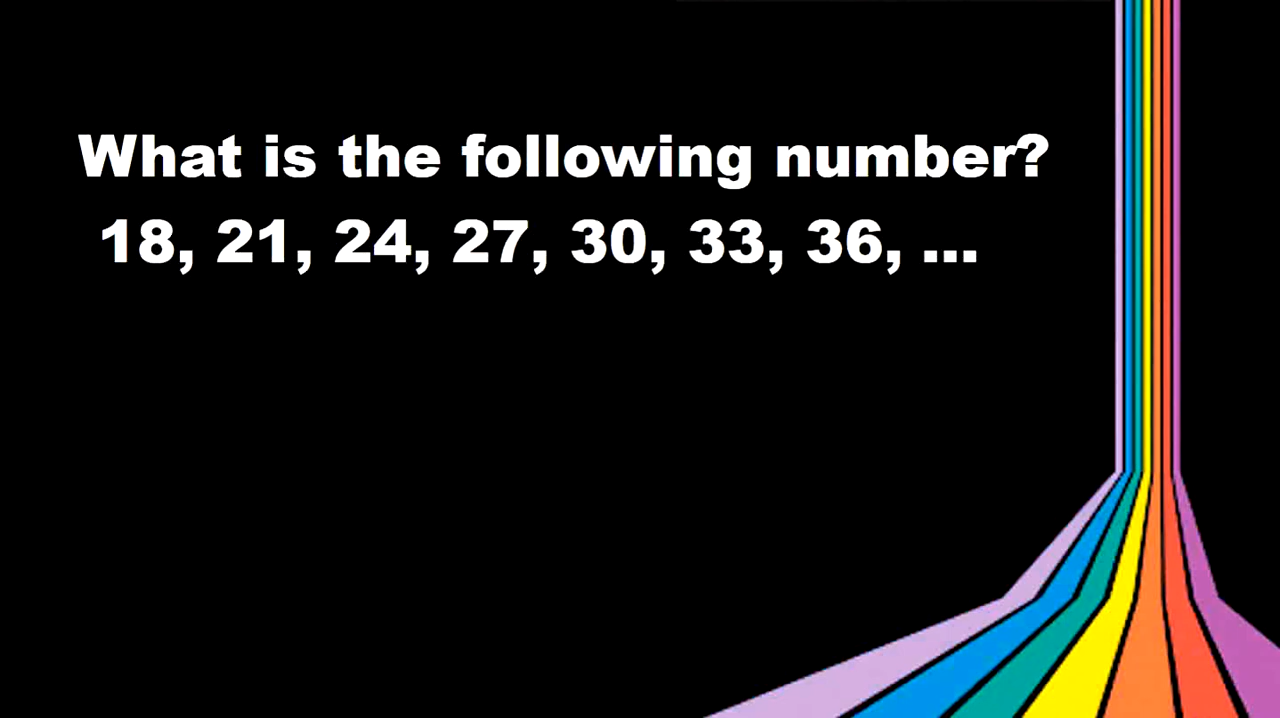 What is the following number?
18, 21, 24, 27, 30, 33, 36, ...